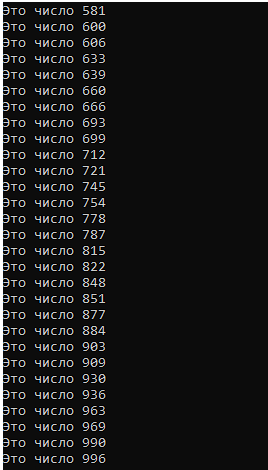 Это число 581
Это число 600
Это число 606
Это число 633
Это число 639
Это число 660
Это число 666
Это число 693
Это число 699
Это число 712
Это число 721
Это число 745
Это число 754
Это число 778
Это число 787
Это число 815
Это число 822
Это число 848
Это число 851
Это число 877
Это число 884
Это число 903
Это число 909
Это число 930
Это число 936
Это число 963
Это число 969
Это число 990
Это число 996